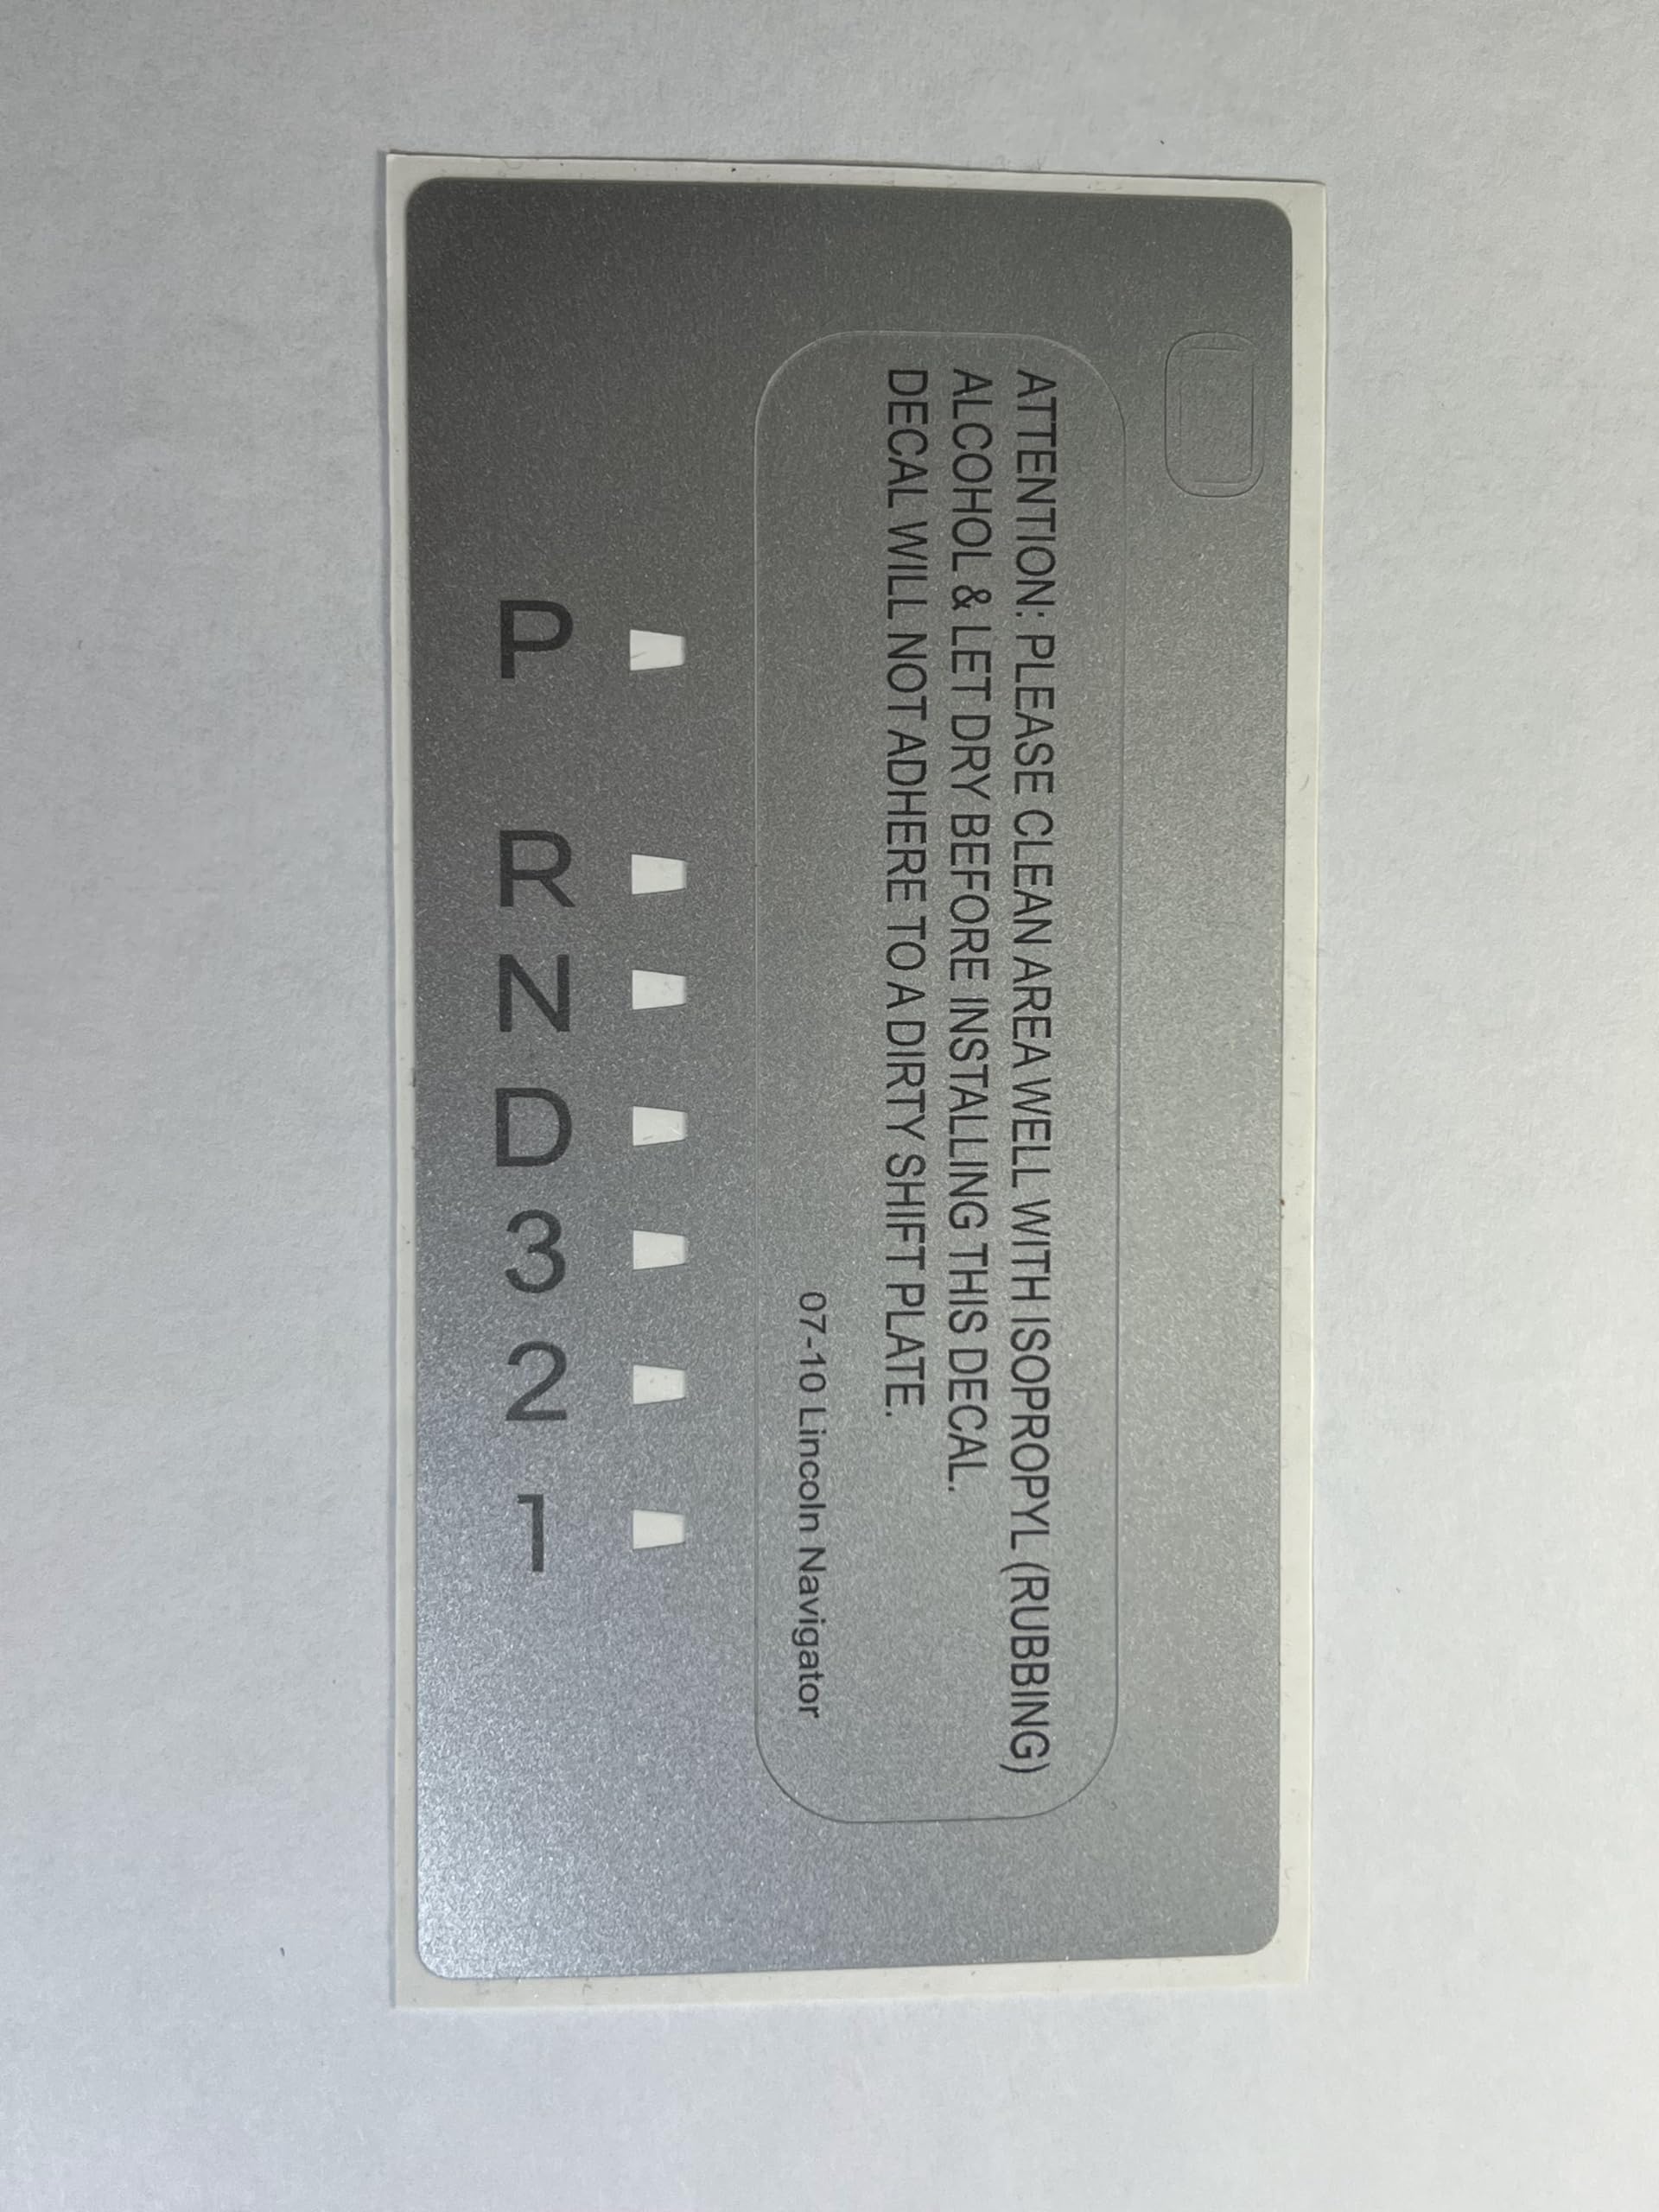 ATTENTION: PLEASE CLEAN AREA WELL WITH ISOPROPYL (RUBBING)
ALCOHOL & LET DRY BEFORE INSTALLING THIS DECAL.
DECAL WILL NOT ADHERE TO A DIRTY SHIFT PLATE.
07-10 Lincoln Navigator
P R N D 3 2 1